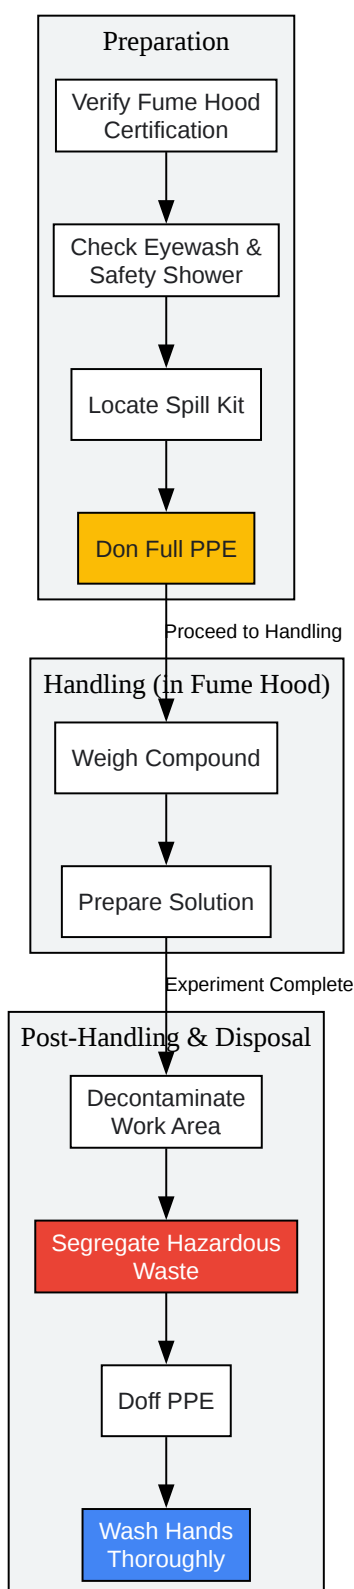 Preparation
Verify Fume Hood
Certification
Check Eyewash &
Safety Shower
Locate Spill Kit
Don Full PPE
Proceed to Handling
Handling (in Fume Hood)
Weigh Compound
Prepare Solution
Experiment Complete
Post-Handling & Disposal
Decontaminate
Work Area
Segregate Hazardous
Waste
Doff PPE
Wash Hands
Thoroughly